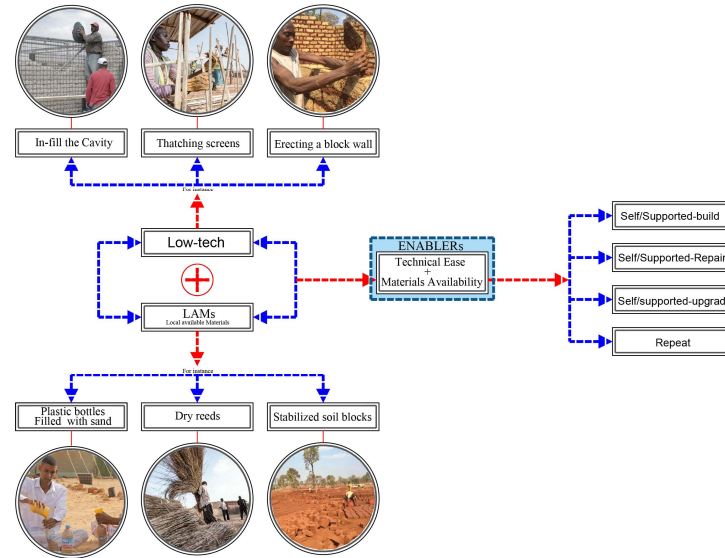 In-fill the Cavity
Thatching screens
Erecting a block wall
For instance
Low-tech
LAMs
Local available Materials
ENABLERs
Technical Ease
+
Materials Availability
Self/Supported-build
Self/Supported-Repair
Self/supported-upgrad
Repeat
For instance
Plastic bottles
Filled with sand
Dry reeds
Stabilized soil blocks